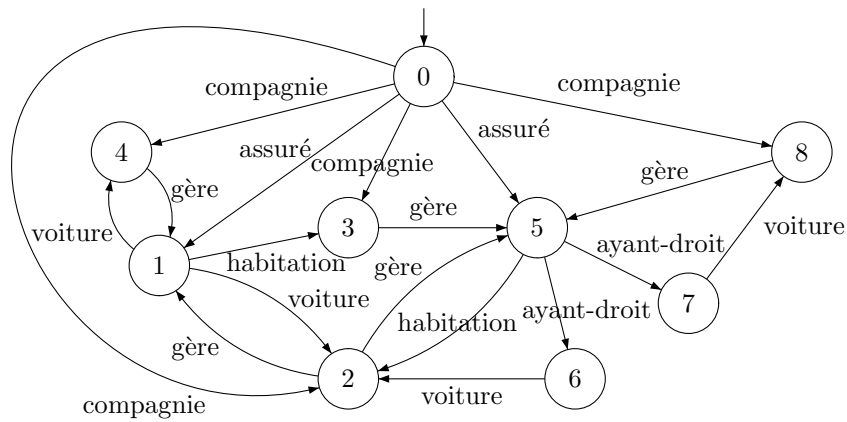 0
compagnie
compagnie
assuré
4
assuré
compagnie
8
gère
gère
gère
voiture
3
5
voiture
ayant-droit
1
habitation
gère
voiture
7
habitation
ayant-droit
gère
2
6
voiture
compagnie